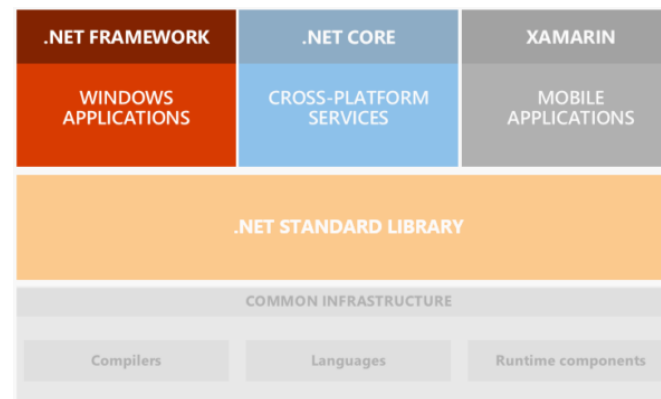 .NET FRAMEWORK
.NET CORE
XAMARIN
WINDOWS
APPLICATIONS
CROSS-PLATFORM
SERVICES
MOBILE
APPLICATIONS
.NET STANDARD LIBRARY
COMMON INFRASTRUCTURE
Compilers
Languages
Runtime components